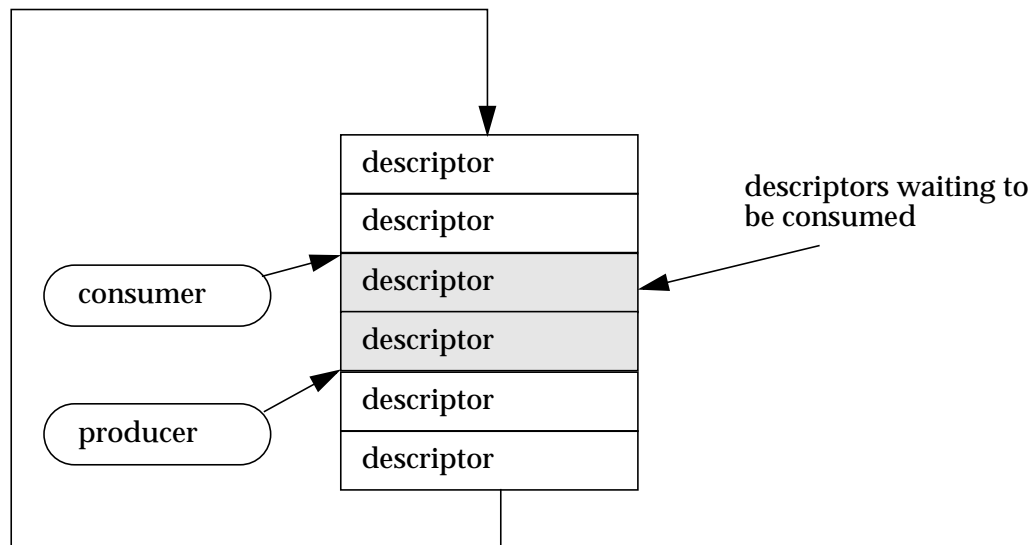 descriptor
descriptor
descriptors waiting to
be consumed
consumer
descriptor
descriptor
producer
descriptor
descriptor